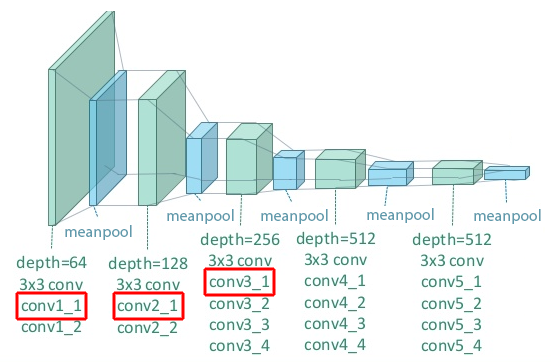 meanpool
meanpool
meanpool
meanpool
meanpool
depth=64
3x3 conv
conv1_1
conv1_2
depth=128
3x3 conv
conv2_1
conv2_2
depth=256
3x3 conv
conv3_1
conv3_2
conv3_3
conv3_4
depth=512
3x3 conv
conv4_1
conv4_2
conv4_3
conv4_4
depth=512
3x3 conv
conv5_1
conv5_2
conv5_3
conv5_4